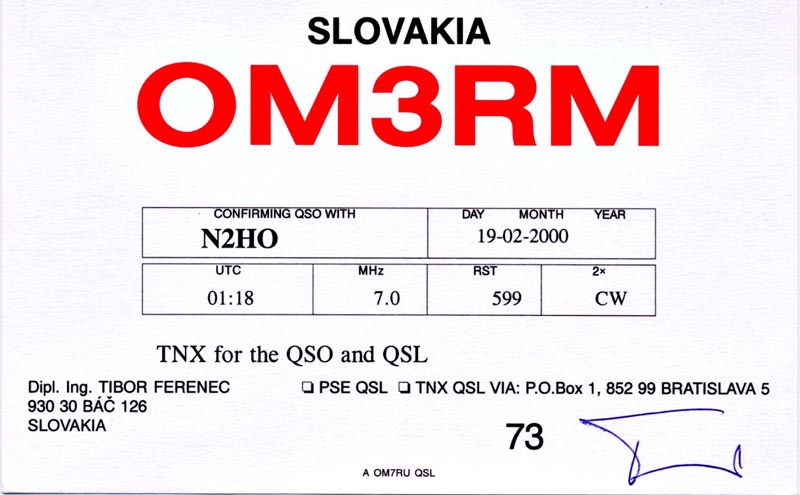 SLOVAKIA
OM3RM
CONFIRMING QSO WITH DAY MONTH YEAR
N2HO 19-02-2000
UTC MHz RST 2×
01:18 7.0 599 CW
TNX for the QSO and QSL
Dipl. Ing. TIBOR FERENEC ❏ PSE QSL ❏ TNX QSL VIA: P.O.Box 1, 852 99 BRATISLAVA 5
930 30 BÁČ 126
SLOVAKIA
73
A OM7RU QSL